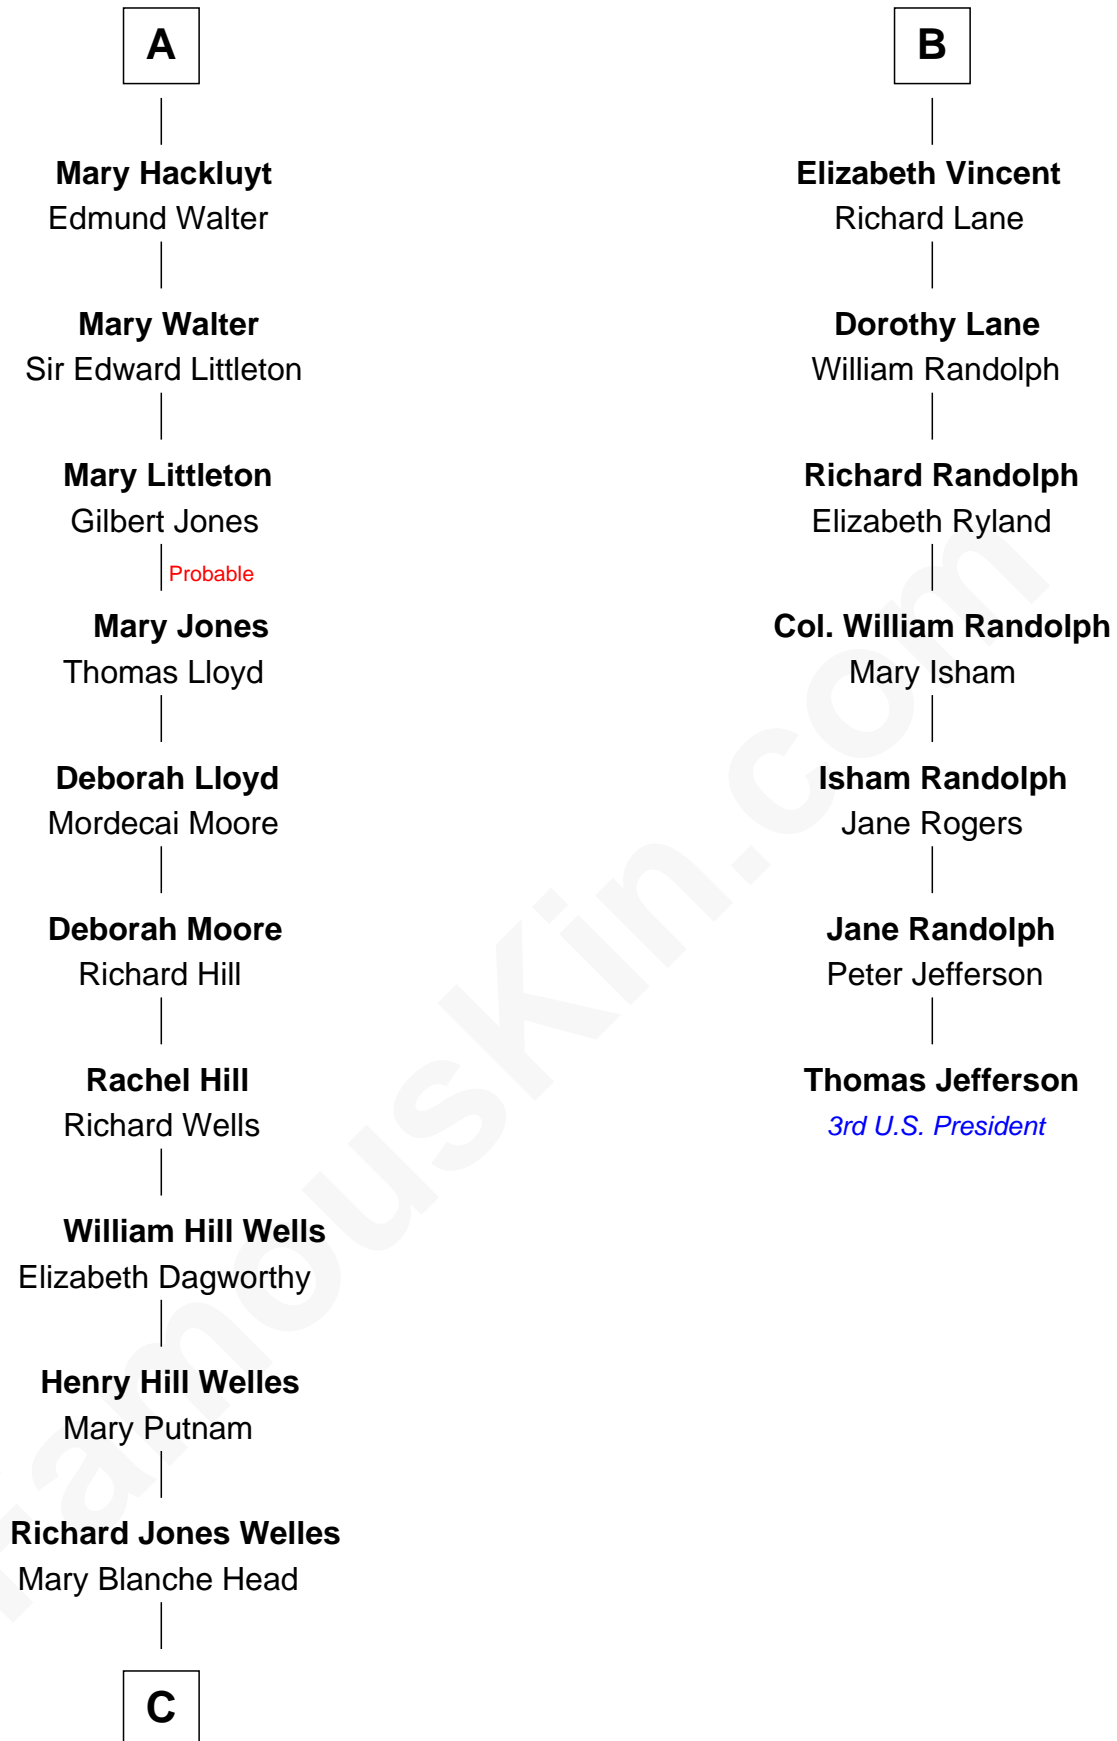 A
Mary Hackluyt
Edmund Walter
Mary Walter
Sir Edward Littleton
Mary Littleton
Gilbert Jones
Probable
Mary Jones
Thomas Lloyd
Deborah Lloyd
Mordecai Moore
Deborah Moore
Richard Hill
Rachel Hill
Richard Wells
William Hill Wells
Elizabeth Dagworthy
Henry Hill Welles
Mary Putnam
Richard Jones Welles
Mary Blanche Head
C
B
Elizabeth Vincent
Richard Lane
Dorothy Lane
William Randolph
Richard Randolph
Elizabeth Ryland
Col. William Randolph
Mary Isham
Isham Randolph
Jane Rogers
Jane Randolph
Peter Jefferson
Thomas Jefferson
3rd U.S. President
FamousKin.com